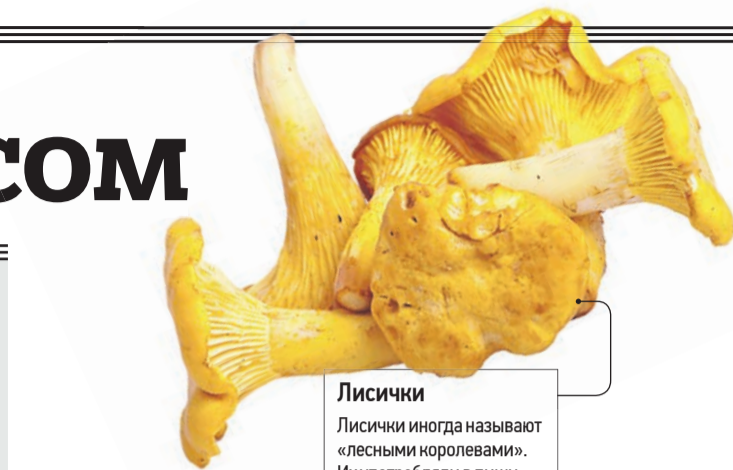 сом
Лисички
Лисички иногда называют
«лесными королевами».